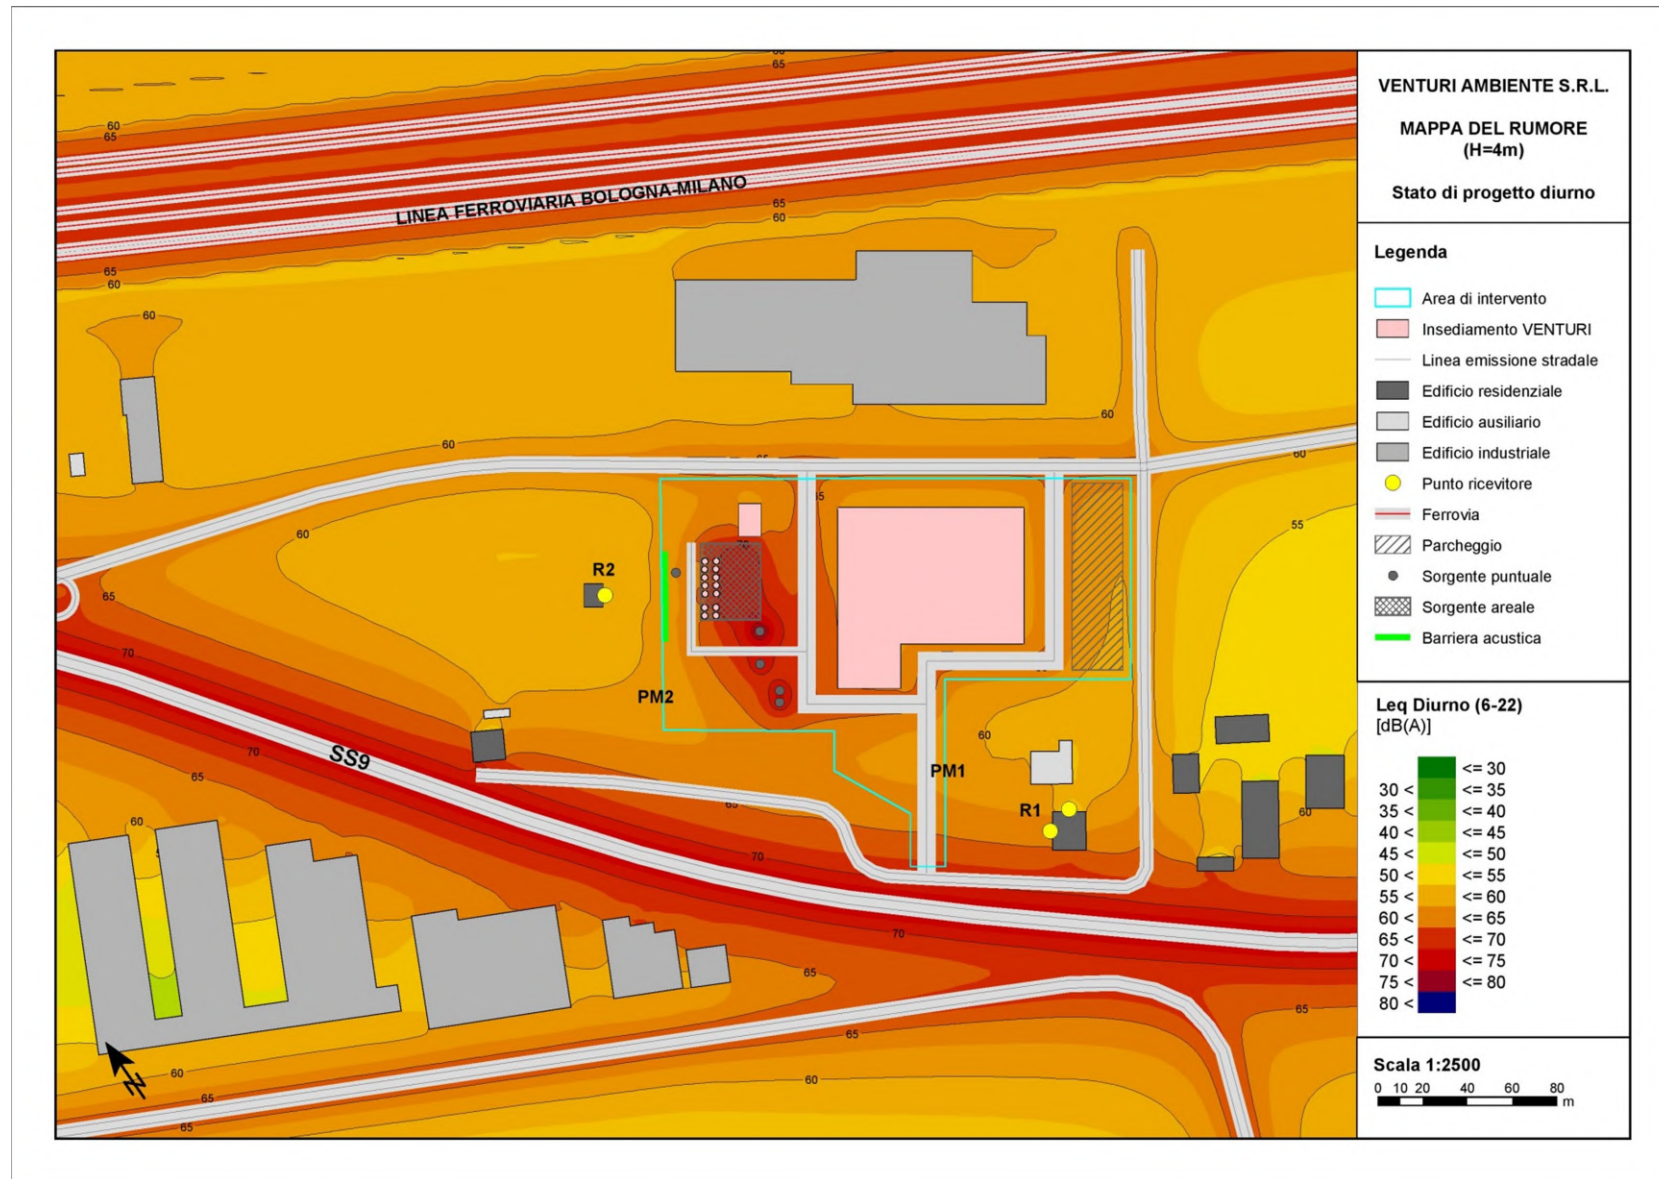 VENTURI AMBIENTE S.R.L.
MAPPA DEL RUMORE
(H=4m)
Stato di progetto diurno
Legenda
Area di intervento
Insediamento VENTURI
Linea emissione stradale
Edificio residenziale
Edificio ausiliario
Edificio industriale
Punto ricevitore
Ferrovia
Parcheggio
Sorgente puntuale
Sorgente areale
Barriera acustica
Leq Diurno (6-22)
[dB(A)]
<= 30
30 < <= 35
35 < <= 40
40 < <= 45
45 < <= 50
50 < <= 55
55 < <= 60
60 < <= 65
65 < <= 70
70 < <= 75
75 < <= 80
80 <
Scala 1:2500
0 10 20 40 60 80
m
65
60
65
LINEA FERROVIARIA BOLOGNA-MILANO
65
60
65
60
60
60
60
60
60
55
R2
65
70
PM2
SS9
70
65
60
PM1
R1
65
60
60
70
70
65
65
65
60
60
65
65
N